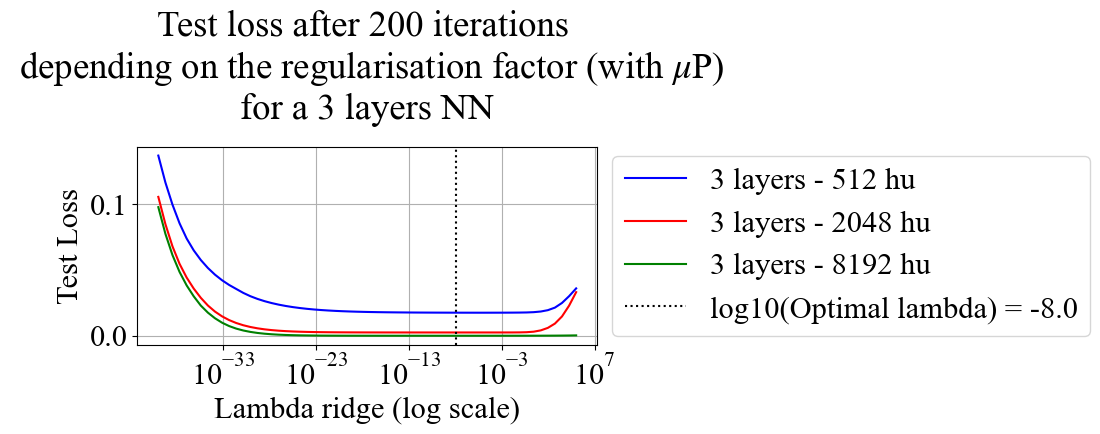 Test loss after 200 iterations
depending on the regularisation factor (with μP)
for a 3 layers NN
Test Loss
0.1
0.0
10⁻³³
10⁻²³
10⁻¹³
10⁻³
10⁷
Lambda ridge (log scale)
3 layers - 512 hu
3 layers - 2048 hu
3 layers - 8192 hu
log10(Optimal lambda) = -8.0